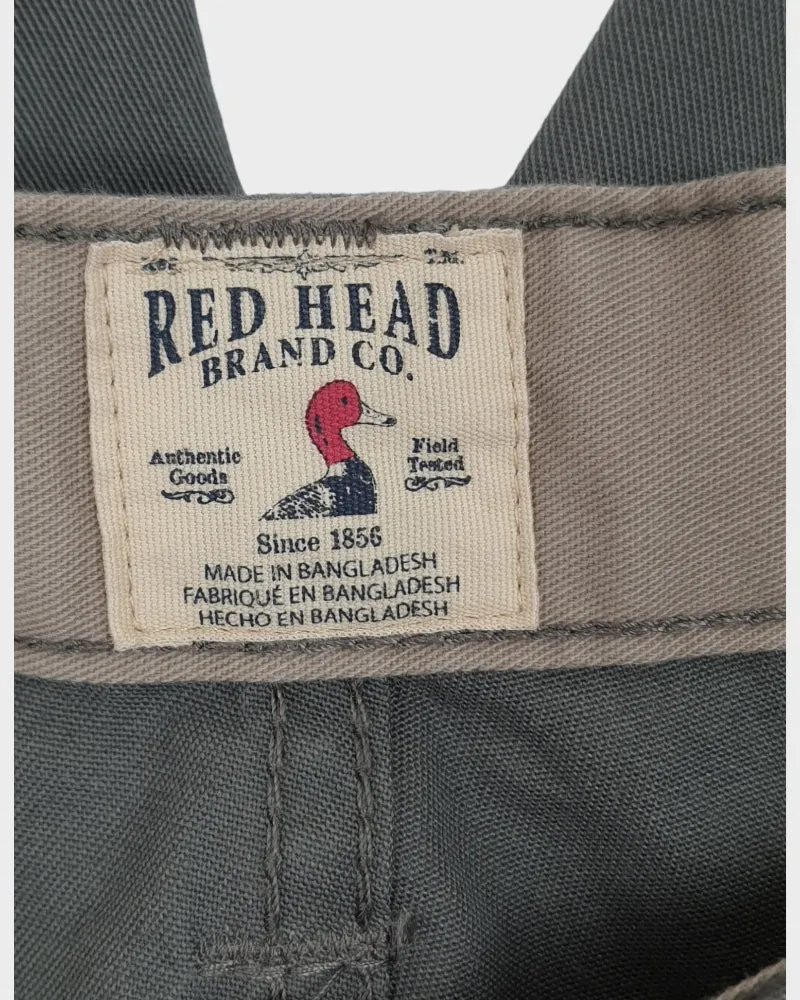 T.M.
RED HEAD
BRAND CO.
Authentic
Goods
Field
Tested
Since 1856
MADE IN BANGLADESH
FABRIQUÉ EN BANGLADESH
HECHO EN BANGLADESH